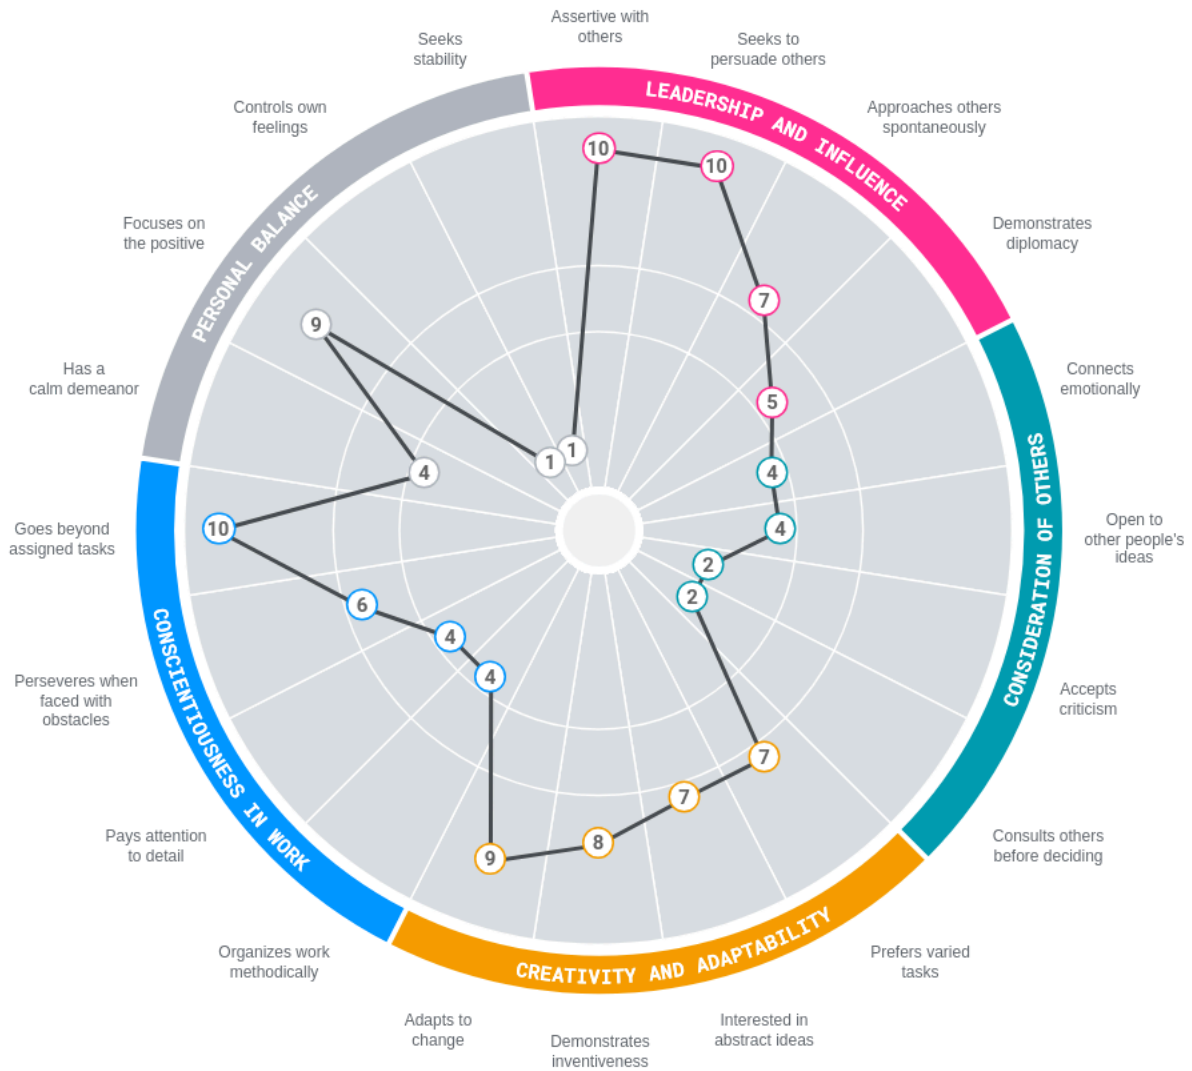 Assertive with
others
Seeks to
persuade others
Approaches others
spontaneously
Demonstrates
diplomacy
Connects
emotionally
Open to
other people's
ideas
Accepts
criticism
Consults others
before deciding
Prefers varied
tasks
Interested in
abstract ideas
Demonstrates
inventiveness
Adapts to
change
Organizes work
methodically
Pays attention
to detail
Perseveres when
faced with
obstacles
Goes beyond
assigned tasks
Has a
calm demeanor
Focuses on
the positive
Controls own
feelings
Seeks
stability
LEADERSHIP AND INFLUENCE
CONSIDERATION OF OTHERS
CREATIVITY AND ADAPTABILITY
CONSCIENTIOUSNESS IN WORK
PERSONAL BALANCE
10
10
7
5
4
4
2
2
7
7
8
9
4
4
6
10
4
9
1
1